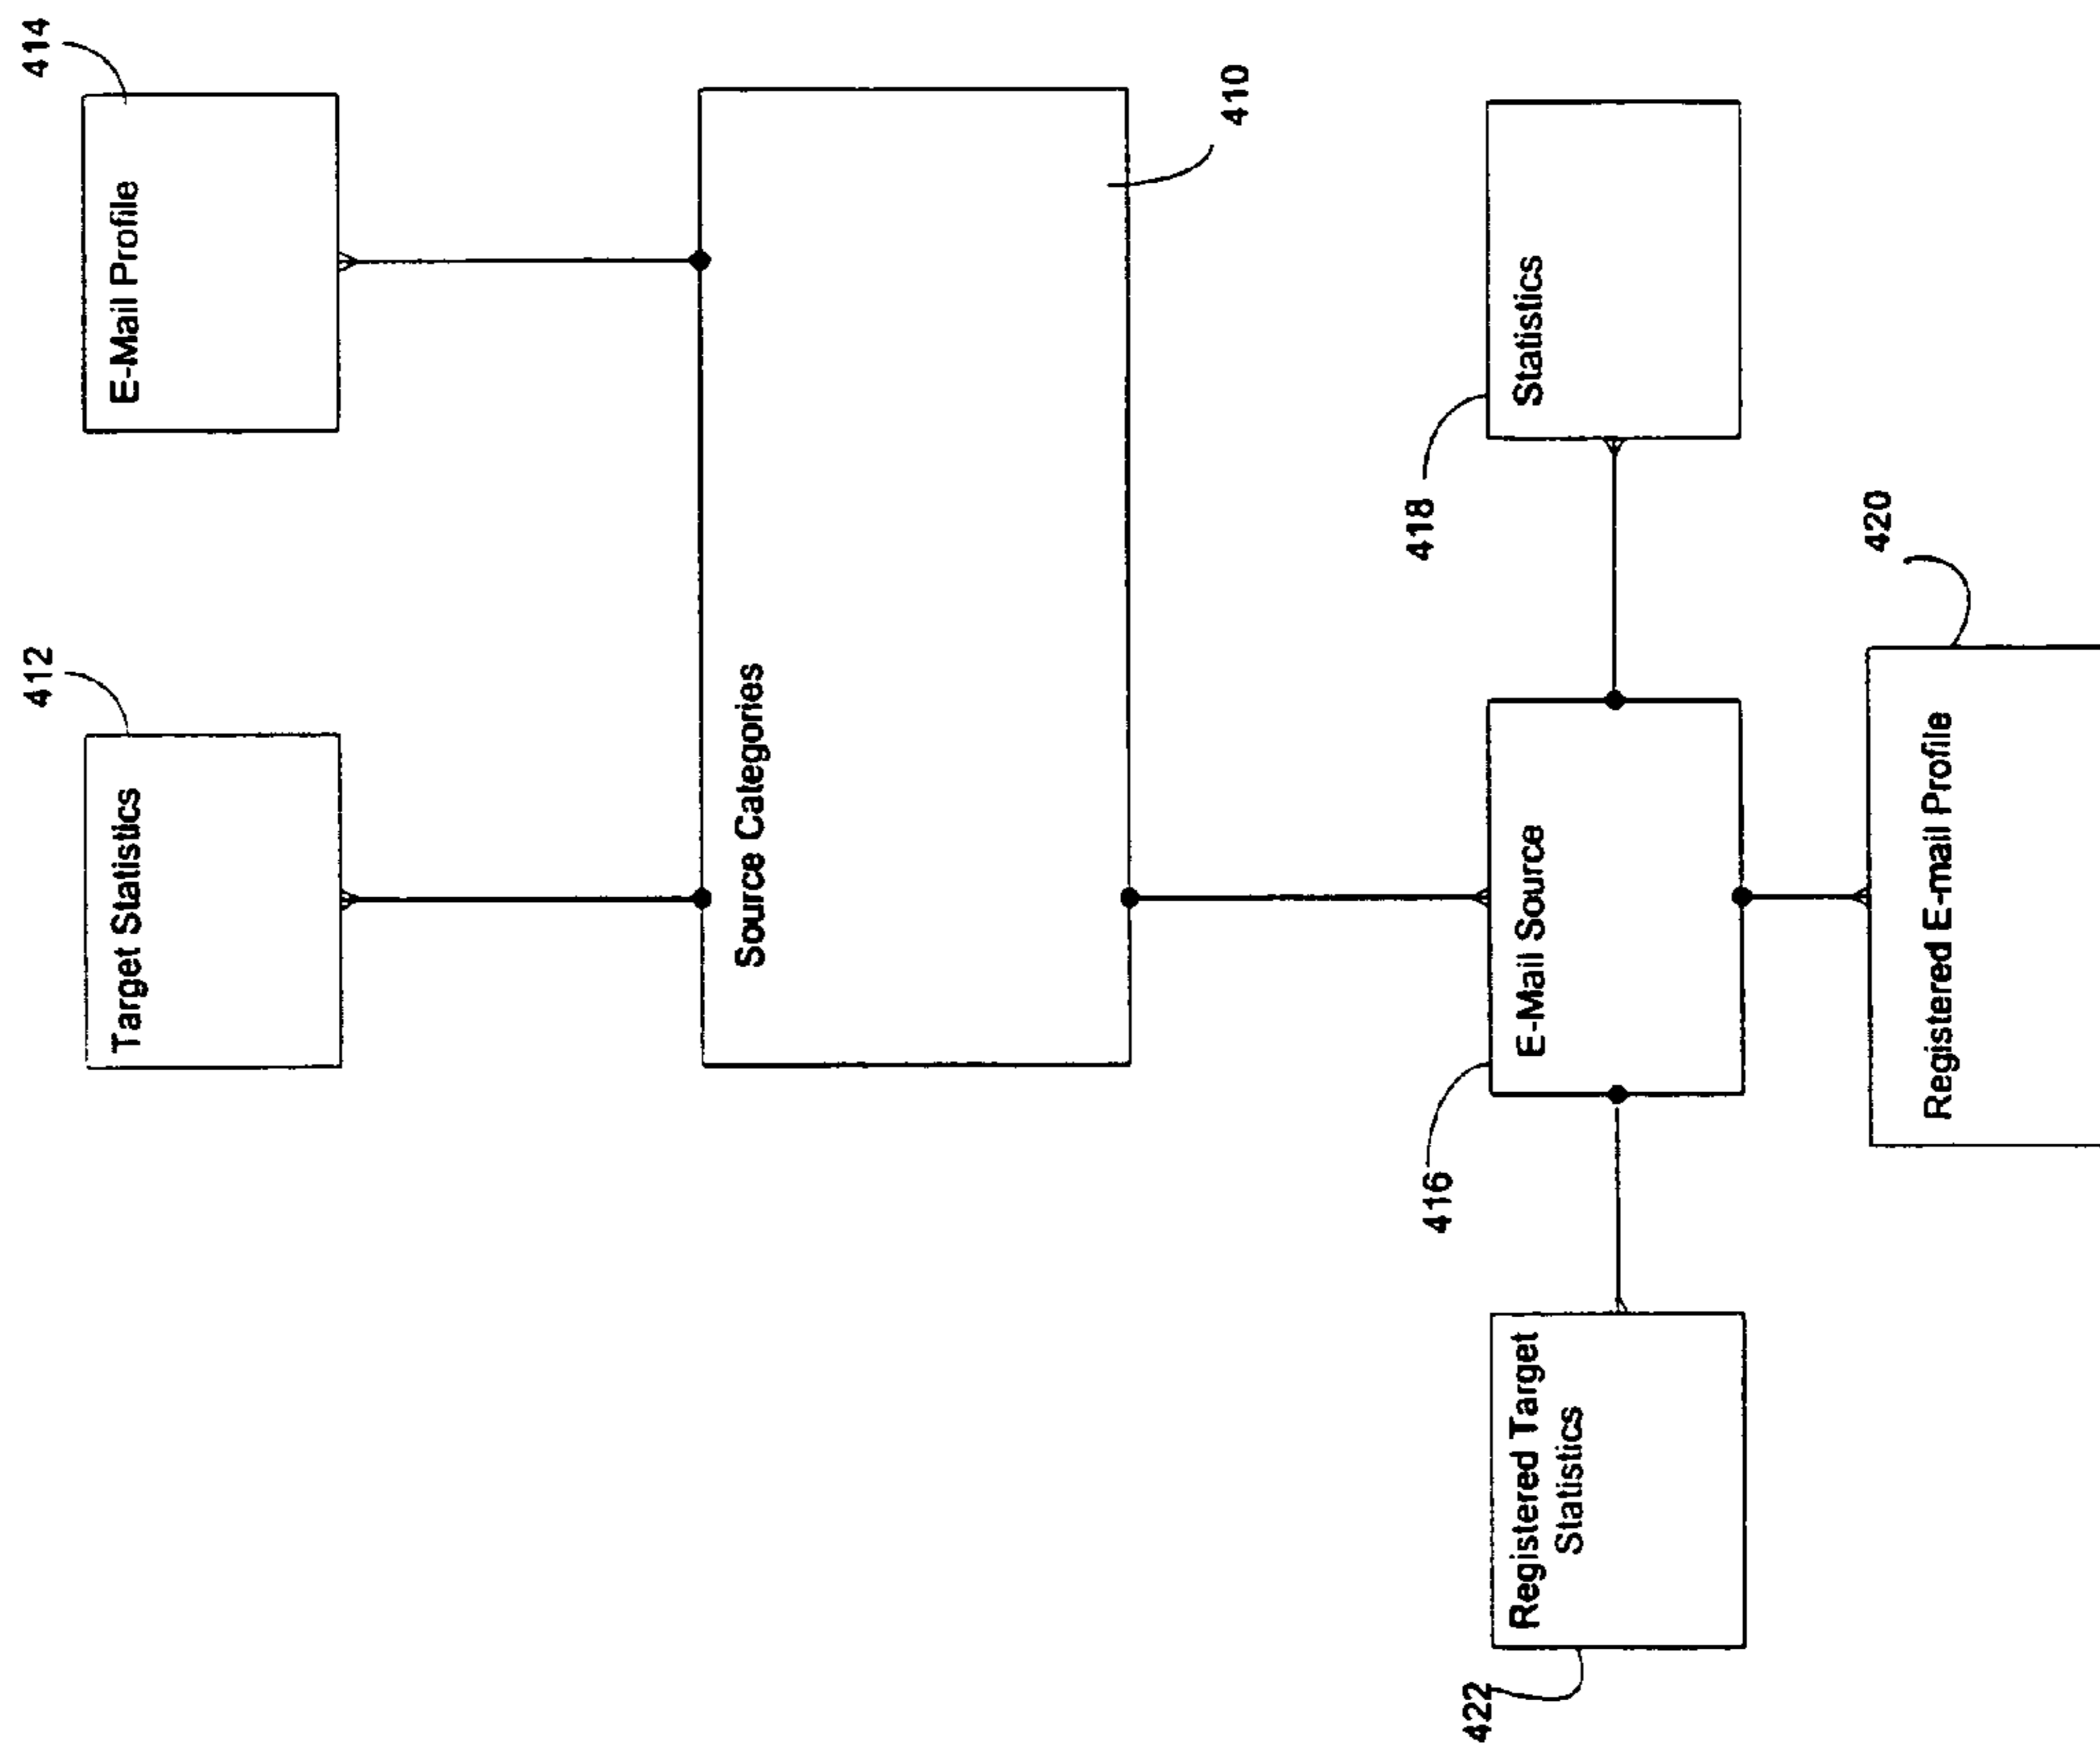 414
E-Mail Profile
412
Target Statistics
410
Source Categories
418
Statistics
420
416
E-Mail Source
Registered E-mail Profile
422
Registered Target
Statistics